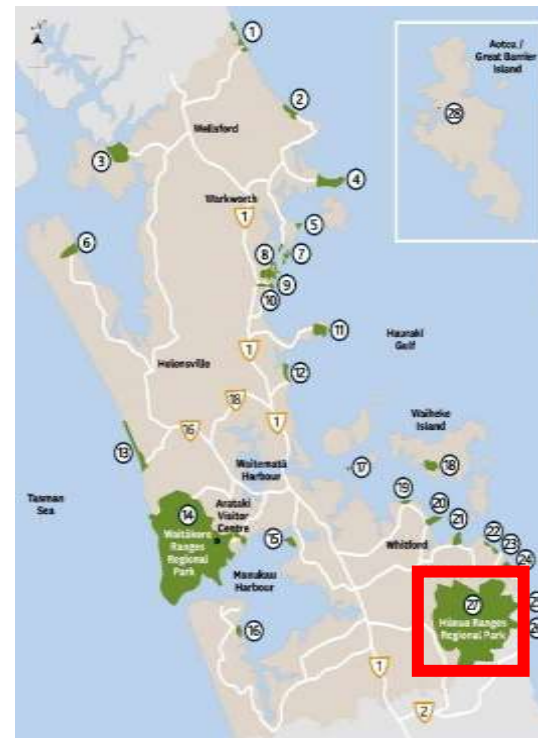 1
2
Aotea /
Great Barrier
Island
28
Wellsford
3
4
Warkworth
1
5
6
8
7
9
10
11
Hauraki
Gulf
1
Helensville
12
18
16
1
Waiheke
Island
13
Waitematā
Harbour
17
18
Tasman
Sea
19
20
14
Arataki
Visitor
Centre
Waitākere
Ranges
Regional
Park
15
Whitford
21
22
23
24
Manukau
Harbour
27
Hūnua Ranges
Regional Park
16
1
2